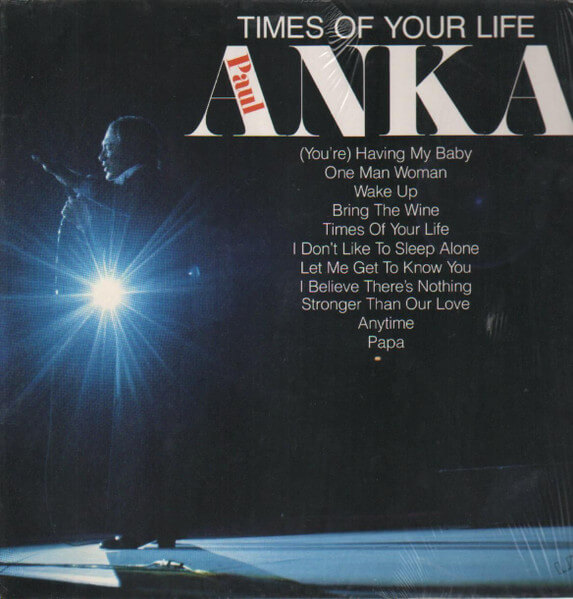 TIMES OF YOUR LIFE
Paul
ANKA
(You're) Having My Baby
One Man Woman
Wake Up
Bring The Wine
Times Of Your Life
I Don't Like To Sleep Alone
Let Me Get To Know You
I Believe There's Nothing
Stronger Than Our Love
Anytime
Papa